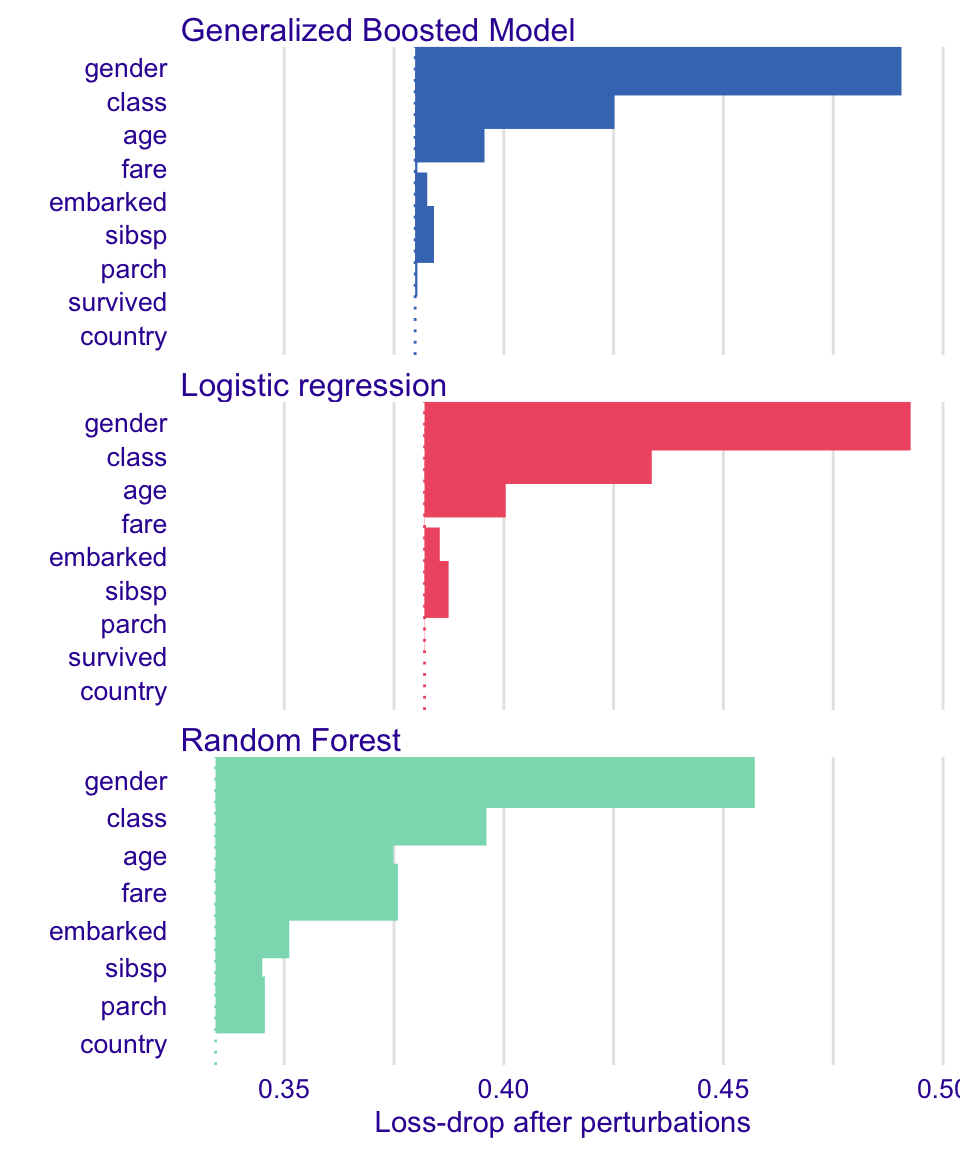 Generalized Boosted Model
gender
class
age
fare
embarked
sibsp
parch
survived
country
Logistic regression
gender
class
age
fare
embarked
sibsp
parch
survived
country
Random Forest
gender
class
age
fare
embarked
sibsp
parch
country
0.35 0.40 0.45 0.50
Loss-drop after perturbations